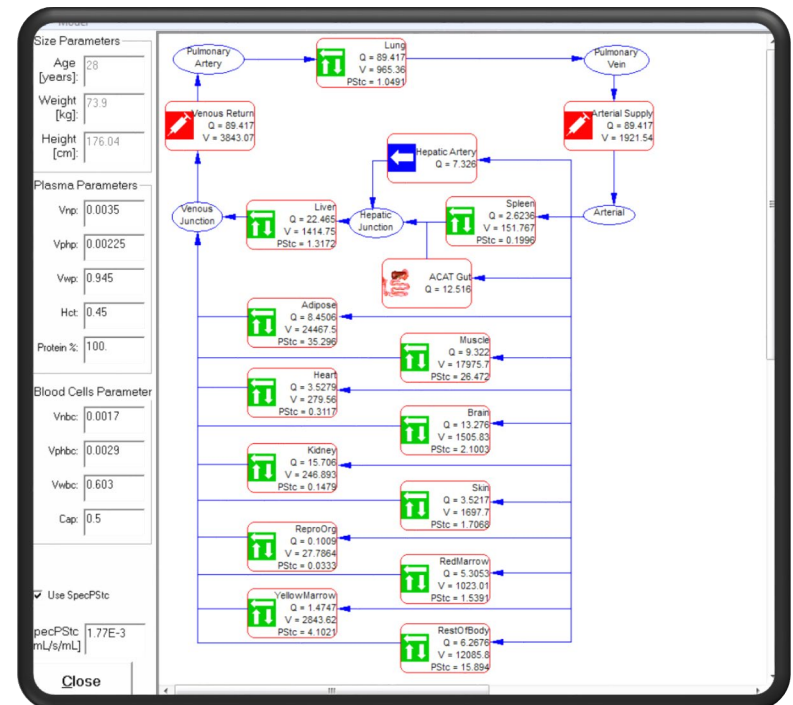 Model
Size Parameters
Age [years]: 28
Weight [kg]: 73.9
Height [cm]: 176.04
Plasma Parameters
Vnp: 0.0035
Vphp: 0.00225
Vwp: 0.945
Hct: 0.45
Protein %: 100.
Blood Cells Parameter
Vnbc: 0.0017
Vphbc: 0.0029
Vwbc: 0.603
Cap: 0.5
Use SpecPStc
pecPStc
mL/s/mL] 1.77E-3
Close
Pulmonary
Artery
Lung
Q = 89.417
V = 965.36
PStc = 1.0491
Pulmonary
Vein
Venous Return
Q = 89.417
V = 3843.07
Arterial Supply
Q = 89.417
V = 1921.54
Hepatic Artery
Q = 7.326
Venous
Junction
Liver
Q = 22.465
V = 1414.75
PStc = 1.3172
Hepatic
Junction
Spleen
Q = 2.6236
V = 151.767
PStc = 0.1996
Arterial
ACAT Gut
Q = 12.516
Adipose
Q = 8.4506
V = 24467.5
PStc = 35.296
Muscle
Q = 9.322
V = 17975.7
PStc = 26.472
Heart
Q = 3.5279
V = 279.56
PStc = 0.3117
Brain
Q = 13.276
V = 1505.83
PStc = 2.1003
Kidney
Q = 15.706
V = 246.893
PStc = 0.1479
Skin
Q = 3.5217
V = 1697.7
PStc = 1.7068
ReproOrg
Q = 0.1009
V = 27.7864
PStc = 0.0333
RedMarrow
Q = 5.3053
V = 1023.01
PStc = 1.5391
YellowMarrow
Q = 1.4747
V = 2843.62
PStc = 4.1021
RestOfBody
Q = 6.2676
V = 12085.8
PStc = 15.894